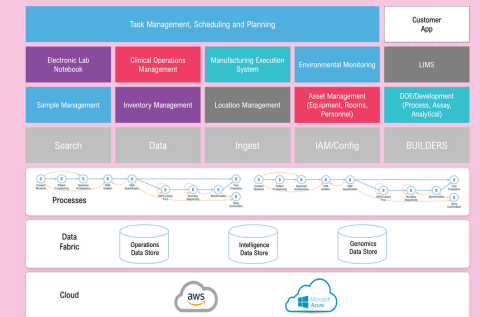 Task Management, Scheduling and Planning
Customer
App
Electronic Lab
Notebook
Clinical Operations
Management
Manufacturing Execution
System
Environmental Monitoring
LIMS
Sample Management
Inventory Management
Location Management
Asset Management
(Equipment, Rooms,
Personnel)
DOE/Development
(Process, Assay,
Analytical)
Search
Data
Ingest
IAM/Config
BUILDERS
Processes
Data
Fabric
Operations
Data Store
Intelligence
Data Store
Genomics
Data Store
Cloud
aws
Microsoft
Azure